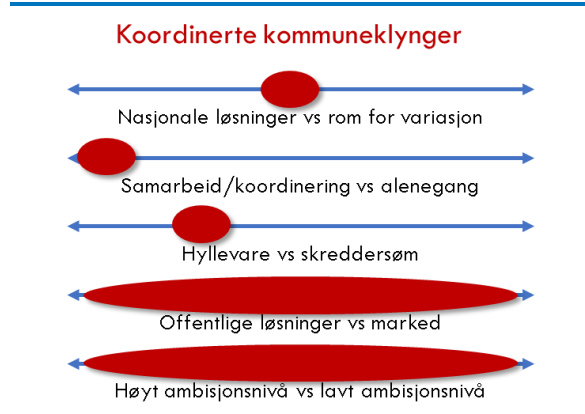 Koordinerte kommuneklynger
Nasjonale løsninger vs rom for variasjon
Samarbeid/koordinering vs alenegang
Hyllevare vs skreddersøm
Offentlige løsninger vs marked
Høyt ambisjonsnivå vs lavt ambisjonsnivå